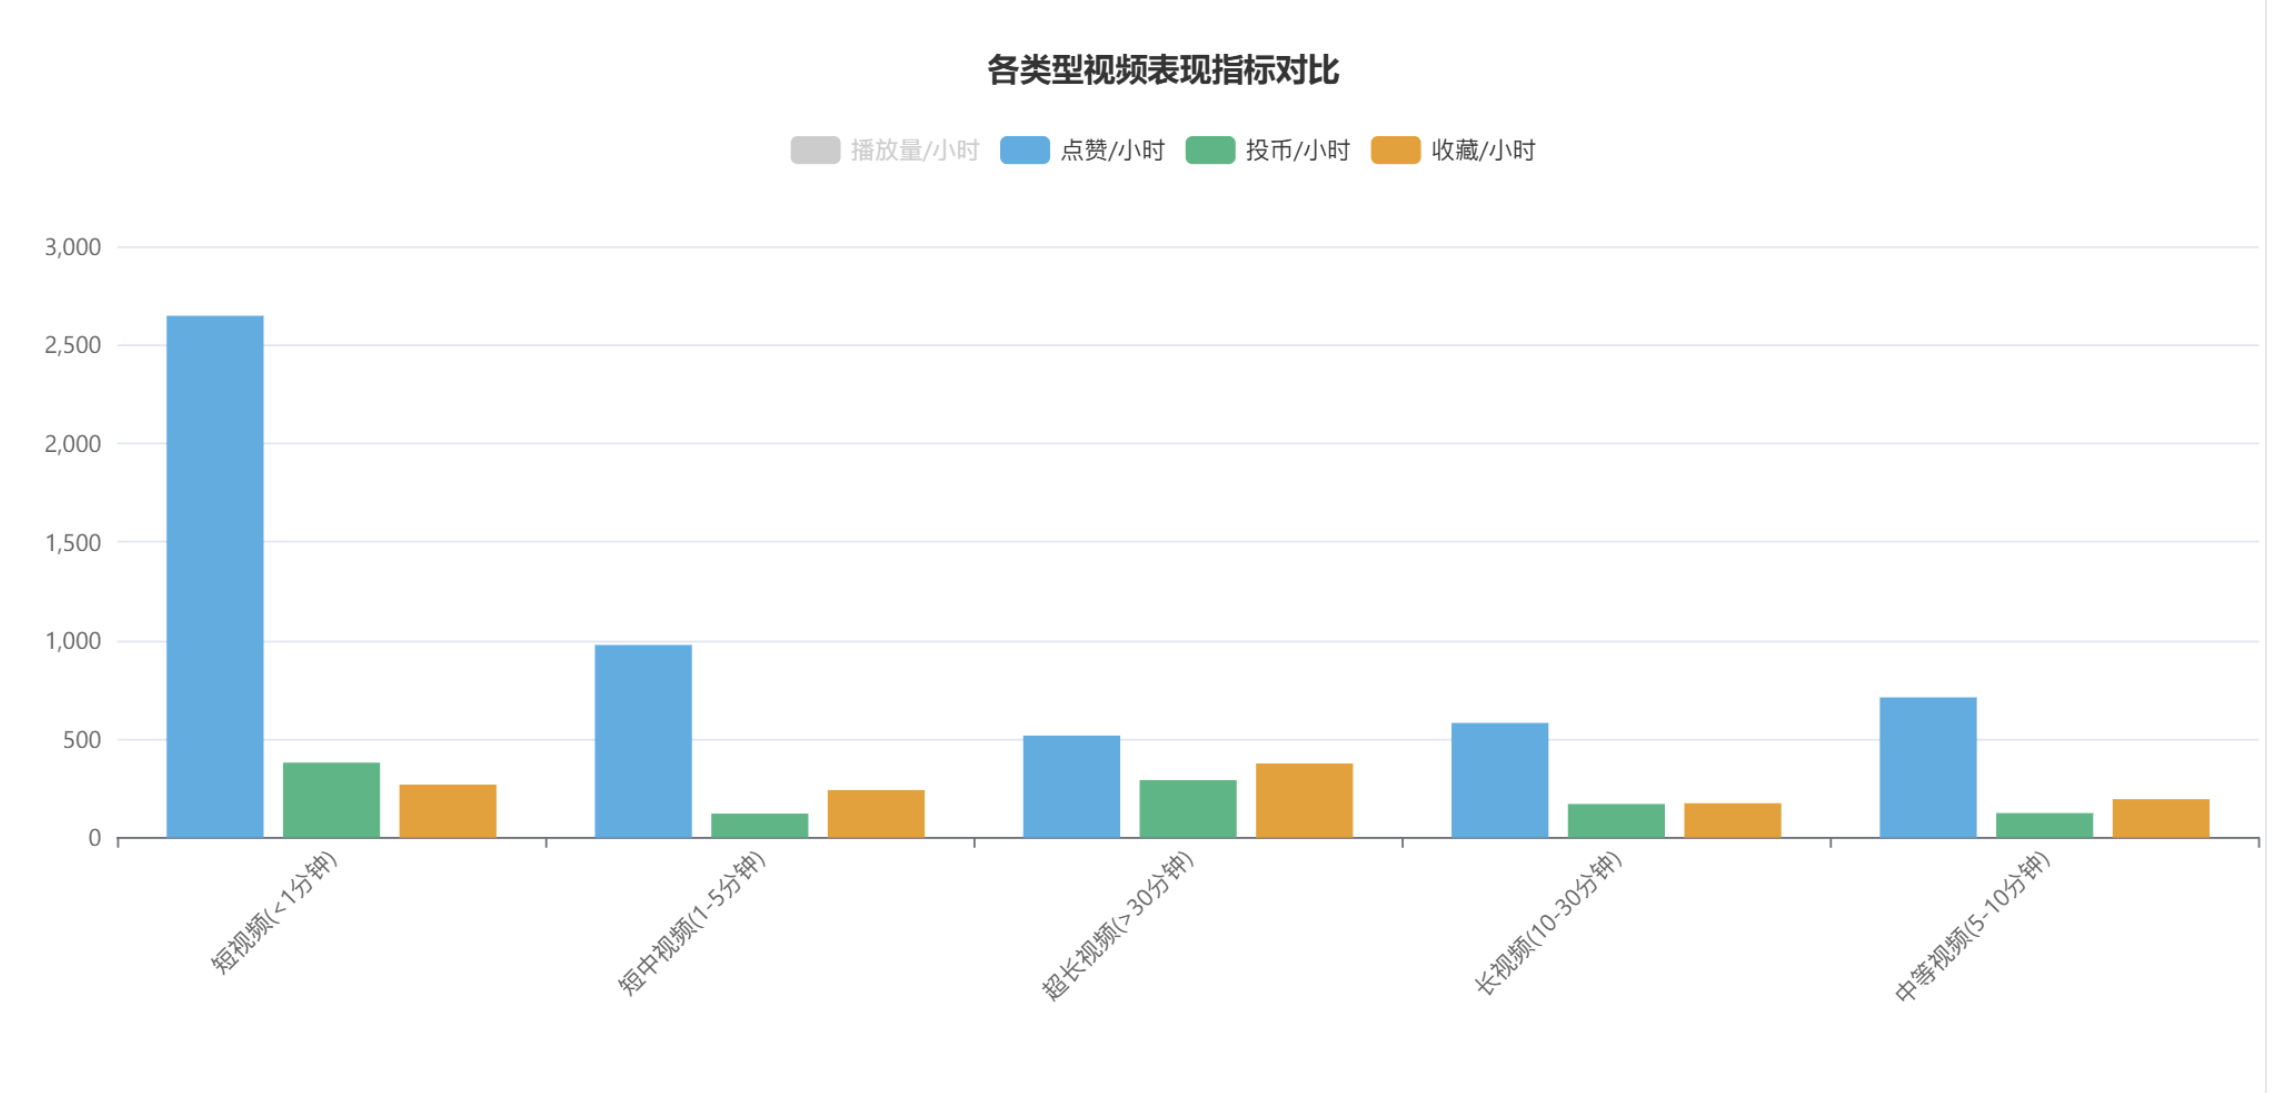 各类型视频表现指标对比
播放量/小时 点赞/小时 投币/小时 收藏/小时
3,000
2,500
2,000
1,500
1,000
500
0
短视频(<1分钟)
短中视频(1-5分钟)
超长视频(>30分钟)
长视频(10-30分钟)
中等视频(5-10分钟)